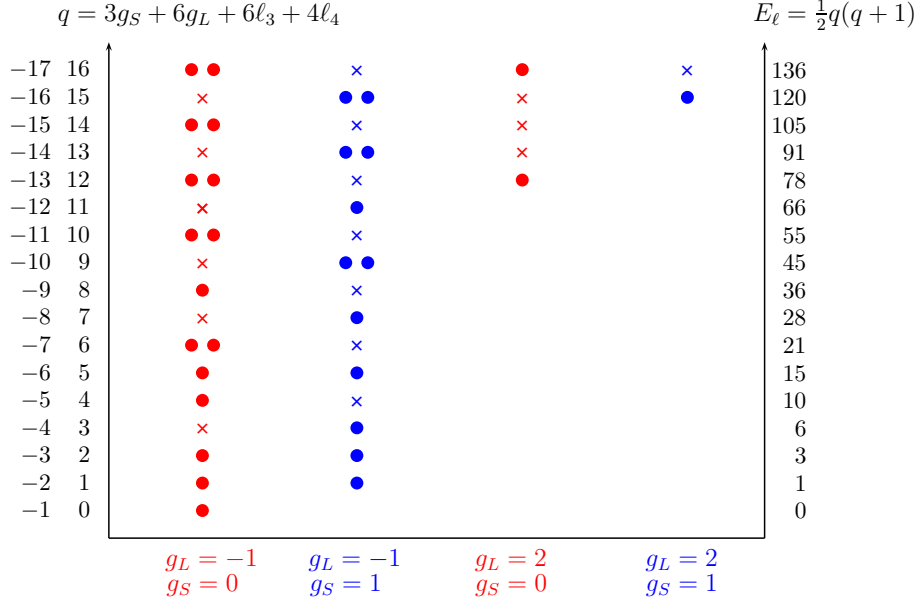 q = 3g_S + 6g_L + 6ℓ_3 + 4ℓ_4 E_ℓ = ½q(q + 1)
−17 16 136
−16 15 120
−15 14 105
−14 13 91
−13 12 78
−12 11 66
−11 10 55
−10 9 45
−9 8 36
−8 7 28
−7 6 21
−6 5 15
−5 4 10
−4 3 6
−3 2 3
−2 1 1
−1 0 0
g_L = −1 g_L = −1 g_L = 2 g_L = 2
g_S = 0 g_S = 1 g_S = 0 g_S = 1